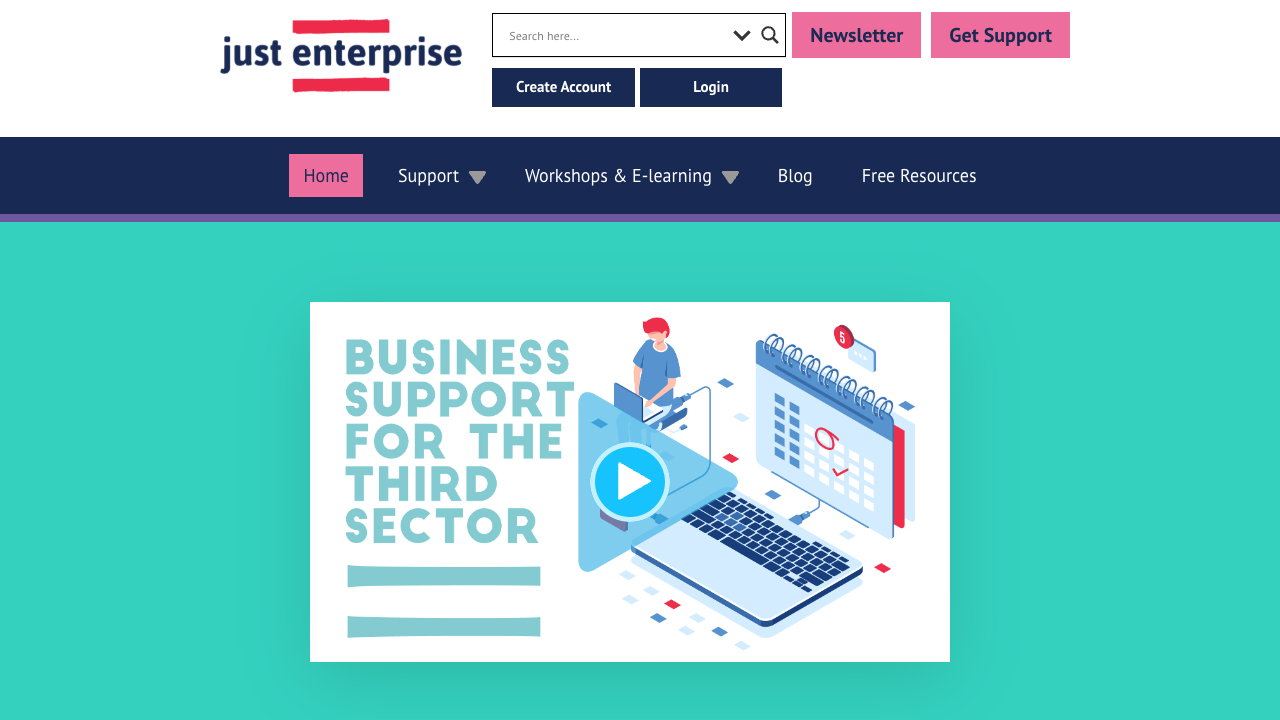 just enterprise
Search here...
Newsletter
Get Support
Create Account
Login
Home
Support
Workshops & E-learning
Blog
Free Resources
BUSINESS
SUPPORT
FOR THE
THIRD
SECTOR
5